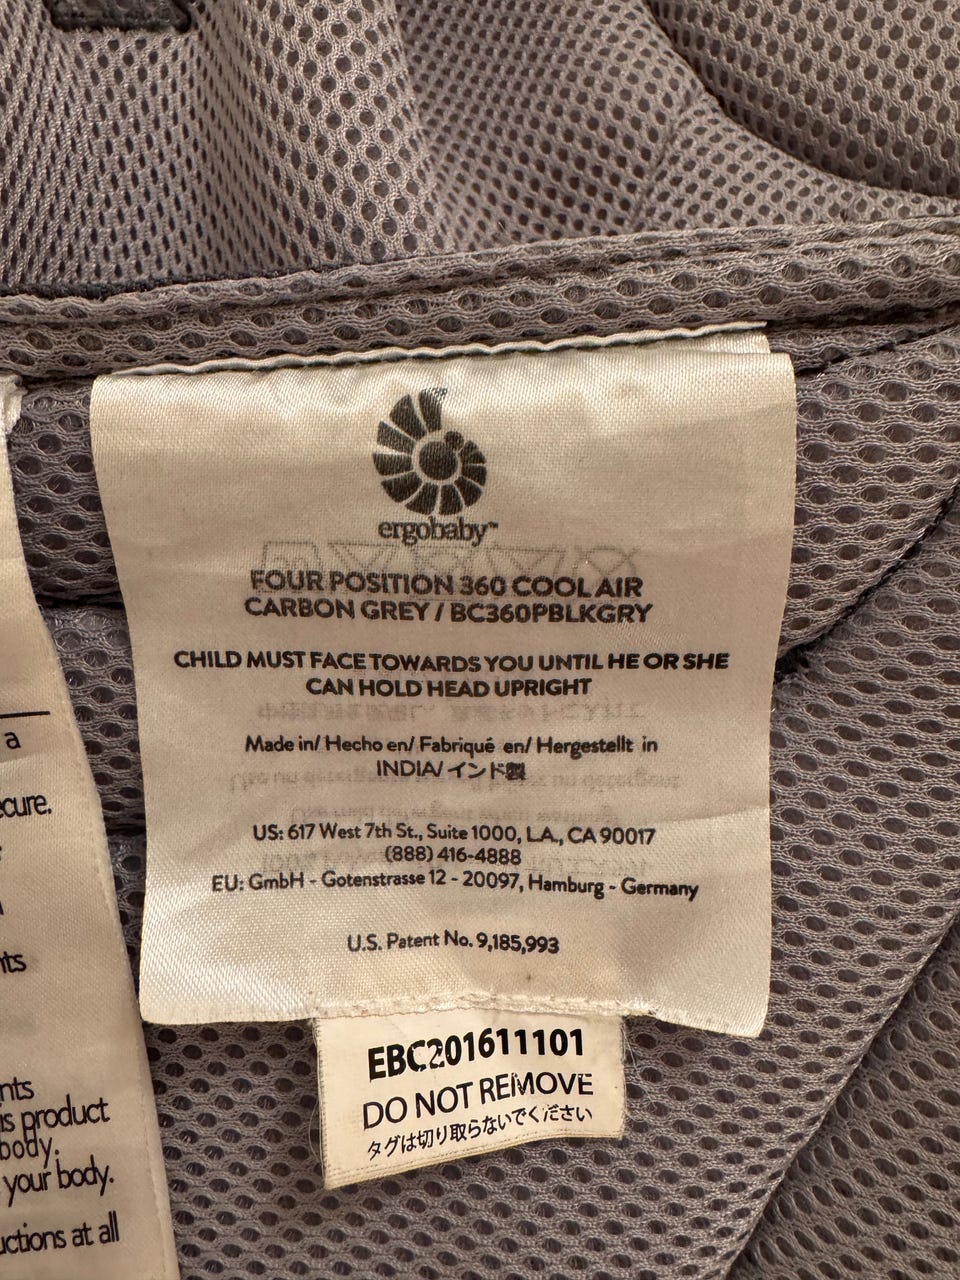 ergobaby™
FOUR POSITION 360 COOL AIR
CARBON GREY / BC360PBLKGRY
CHILD MUST FACE TOWARDS YOU UNTIL HE OR SHE
CAN HOLD HEAD UPRIGHT
Made in/ Hecho en/ Fabriqué en/ Hergestellt in
INDIA/ インド製
US: 617 West 7th St., Suite 1000, L.A., CA 90017
(888) 416-4888
EU: GmbH - Gotenstrasse 12 - 20097, Hamburg - Germany
U.S. Patent No. 9,185,993
EBC201611101
DO NOT REMOVE
タグは切り取らないでください
a
ecure.
nts
nts
is product
body.
your body.
uctions at all